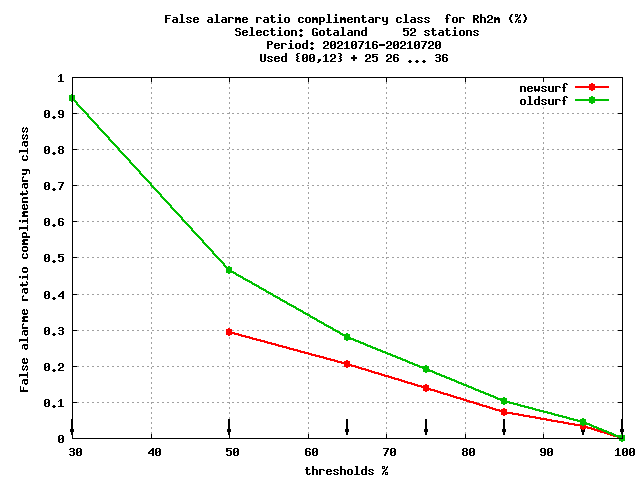 False alarme ratio complimentary class  for Rh2m (%)
Selection: Gotaland     52 stations
Period: 20210716-20210720
Used {00,12} + 25 26 ... 36
newsurf
oldsurf
False alarme ratio complimentary class
1
0.9
0.8
0.7
0.6
0.5
0.4
0.3
0.2
0.1
0
30 40 50 60 70 80 90 100
thresholds %